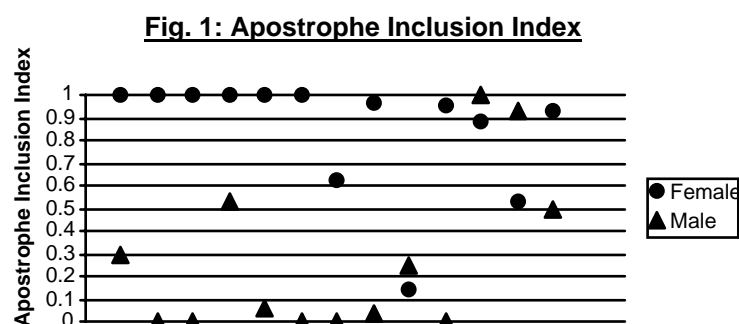 Fig. 1: Apostrophe Inclusion Index
Apostrophe Inclusion Index
1
0.9
0.8
0.7
0.6
0.5
0.4
0.3
0.2
0.1
0
Female
Male